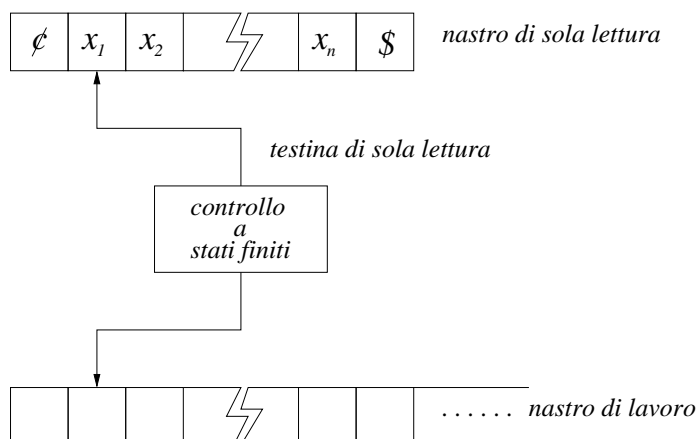 ¢ x₁ x₂ xₙ $ nastro di sola lettura
testina di sola lettura
controllo
a
stati finiti
...... nastro di lavoro